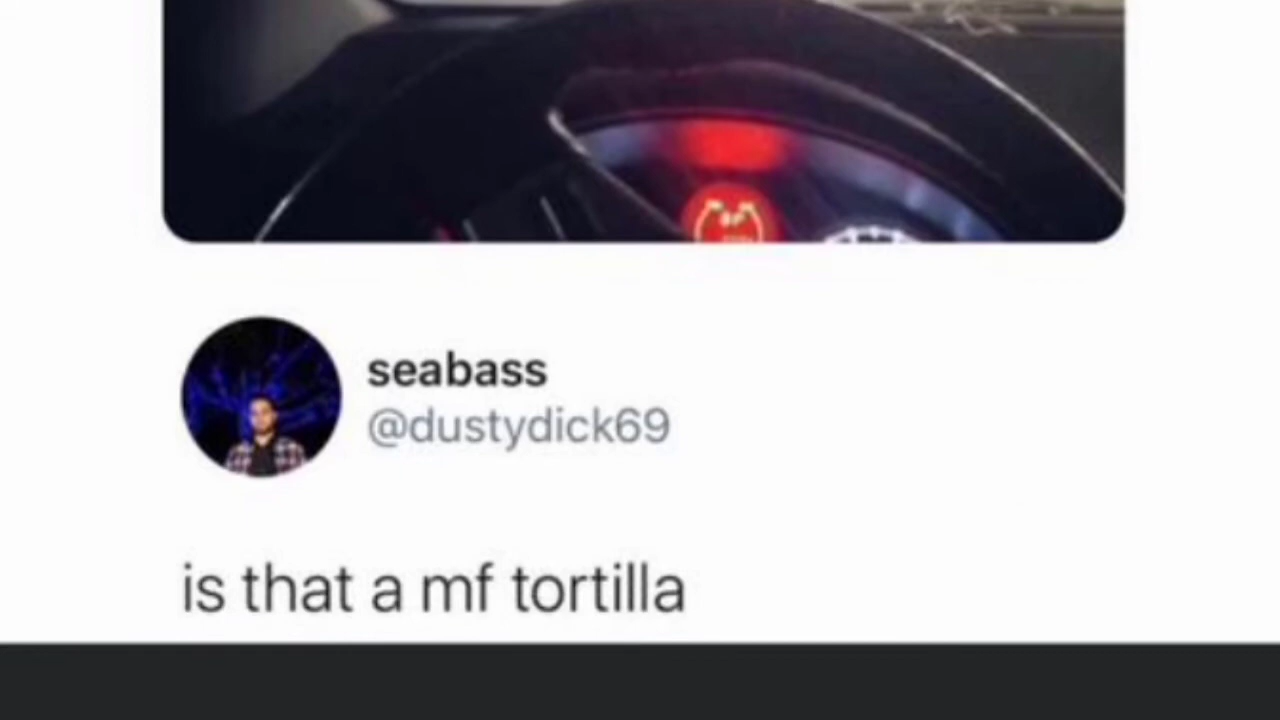 seabass
@dustydick69
is that a mf tortilla